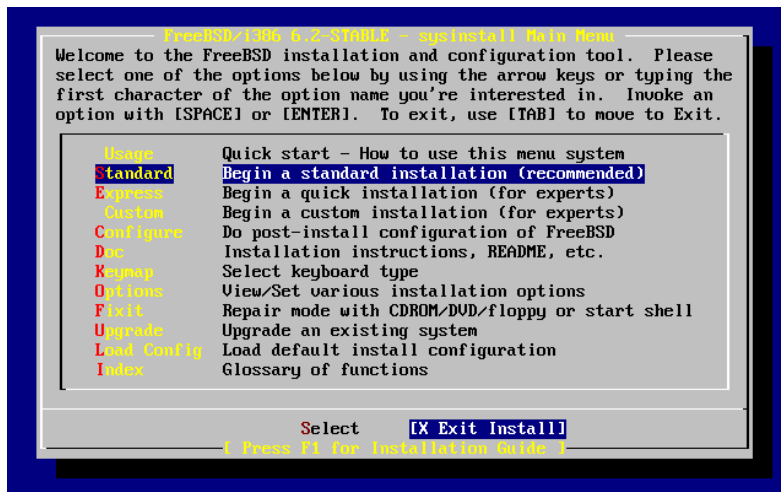 FreeBSD/i386 6.2-STABLE - sysinstall Main Menu
Welcome to the FreeBSD installation and configuration tool.  Please
select one of the options below by using the arrow keys or typing the
first character of the option name you're interested in.  Invoke an
option with [SPACE] or [ENTER].  To exit, use [TAB] to move to Exit.
Usage Quick start - How to use this menu system
Standard Begin a standard installation (recommended)
Express Begin a quick installation (for experts)
Custom Begin a custom installation (for experts)
Configure Do post-install configuration of FreeBSD
Doc Installation instructions, README, etc.
Keymap Select keyboard type
Options View/Set various installation options
Fixit Repair mode with CDROM/DVD/floppy or start shell
Upgrade Upgrade an existing system
Load Config Load default install configuration
Index Glossary of functions
Select [X Exit Install]
[ Press F1 for Installation Guide ]